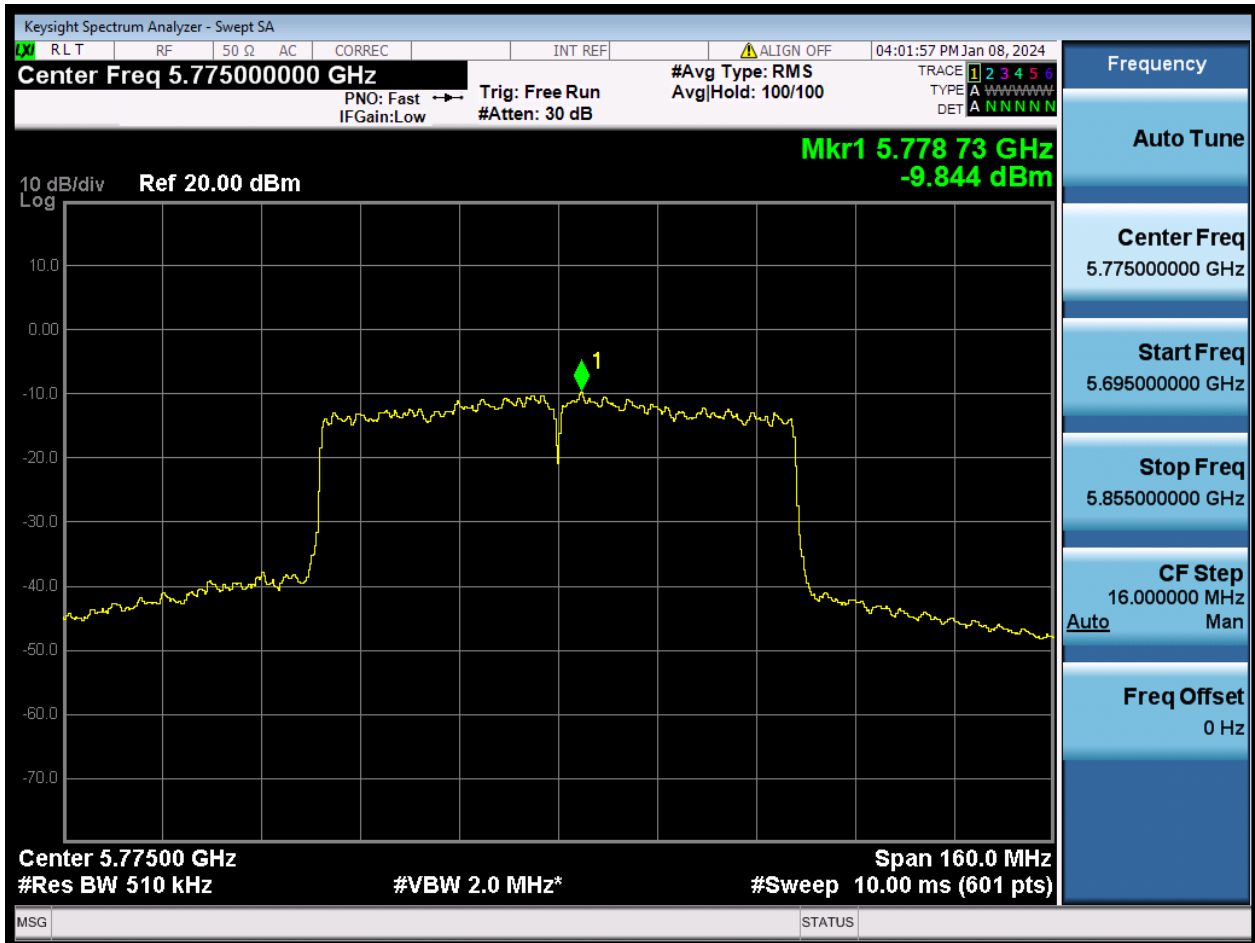 Keysight Spectrum Analyzer - Swept SA
LXI RLT RF 50 Ω AC CORREC INT REF ALIGN OFF 04:01:57 PM Jan 08, 2024
Center Freq 5.775000000 GHz
PNO: Fast
IFGain:Low
Trig: Free Run
#Atten: 30 dB
#Avg Type: RMS
Avg|Hold: 100/100
TRACE 1 2 3 4 5 6
TYPE A WWWWW
DET A N N N N N
Mkr1 5.778 73 GHz
-9.844 dBm
10 dB/div Ref 20.00 dBm
Log
10.0
0.00
1
-10.0
-20.0
-30.0
-40.0
-50.0
-60.0
-70.0
Center 5.77500 GHz Span 160.0 MHz
#Res BW 510 kHz #VBW 2.0 MHz* #Sweep 10.00 ms (601 pts)
MSG STATUS
Frequency
Auto Tune
Center Freq
5.775000000 GHz
Start Freq
5.695000000 GHz
Stop Freq
5.855000000 GHz
CF Step
16.000000 MHz
Auto Man
Freq Offset
0 Hz